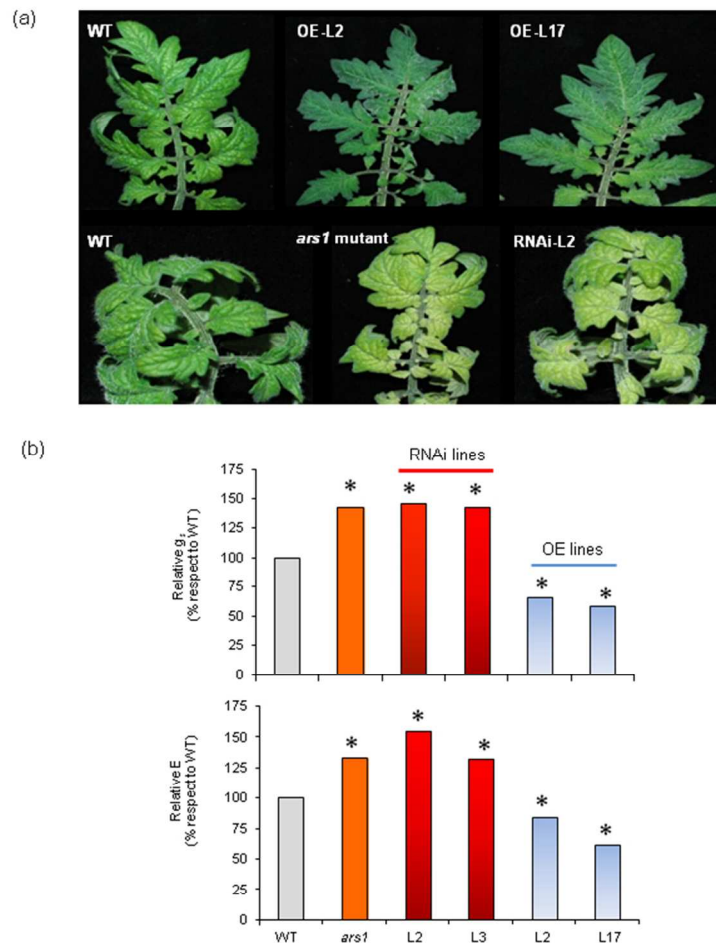 (a)
WT
OE-L2
OE-L17
WT
ars1 mutant
RNAi-L2
(b)
RNAi lines
OE lines
Relative gs
(% respect to WT)
175
150
125
100
75
50
25
0
*
*
*
*
*
Relative E
(% respect to WT)
175
150
125
100
75
50
25
0
*
*
*
*
*
WT
ars1
L2
L3
L2
L17